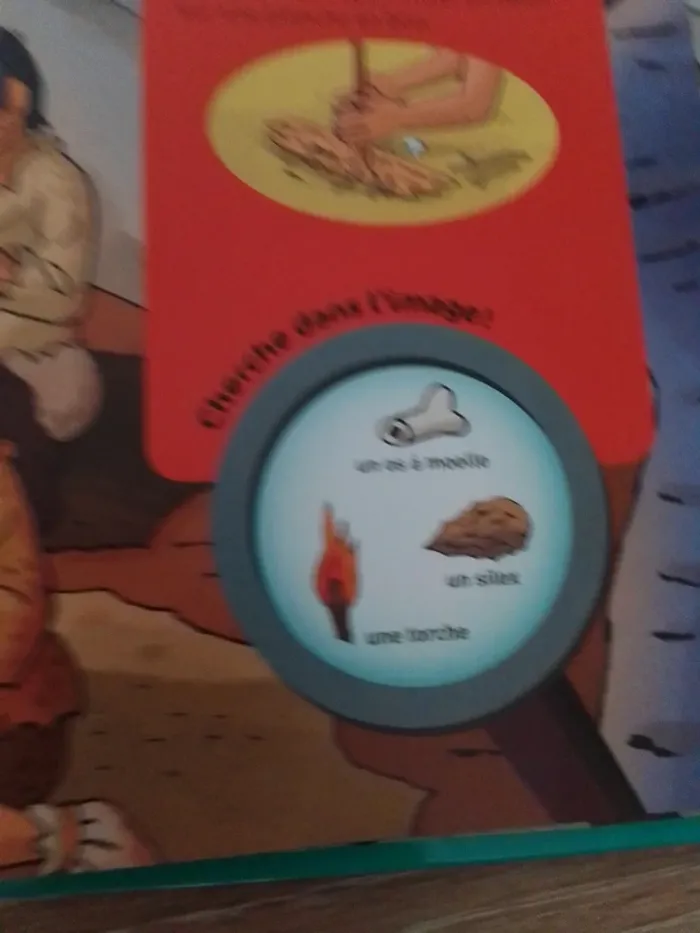 Cherche dans l'image!
un os à moelle
un silex
une torche